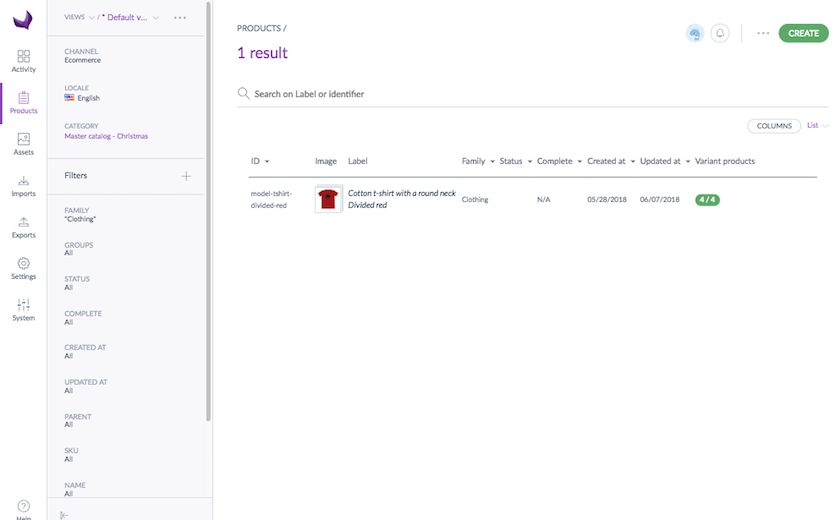 Activity
Products
Assets
Imports
Exports
Settings
System
Help
VIEWS / * Default v...
CHANNEL
Ecommerce
LOCALE
English
CATEGORY
Master catalog - Christmas
Filters
FAMILY
"Clothing"
GROUPS
All
STATUS
All
COMPLETE
All
CREATED AT
All
UPDATED AT
All
PARENT
All
SKU
All
NAME
All
PRODUCTS /
CREATE
1 result
Search on Label or identifier
COLUMNS List
ID Image Label Family Status Complete Created at Updated at Variant products
model-tshirt-divided-red Cotton t-shirt with a round neck Divided red Clothing N/A 05/28/2018 06/07/2018 4 / 4